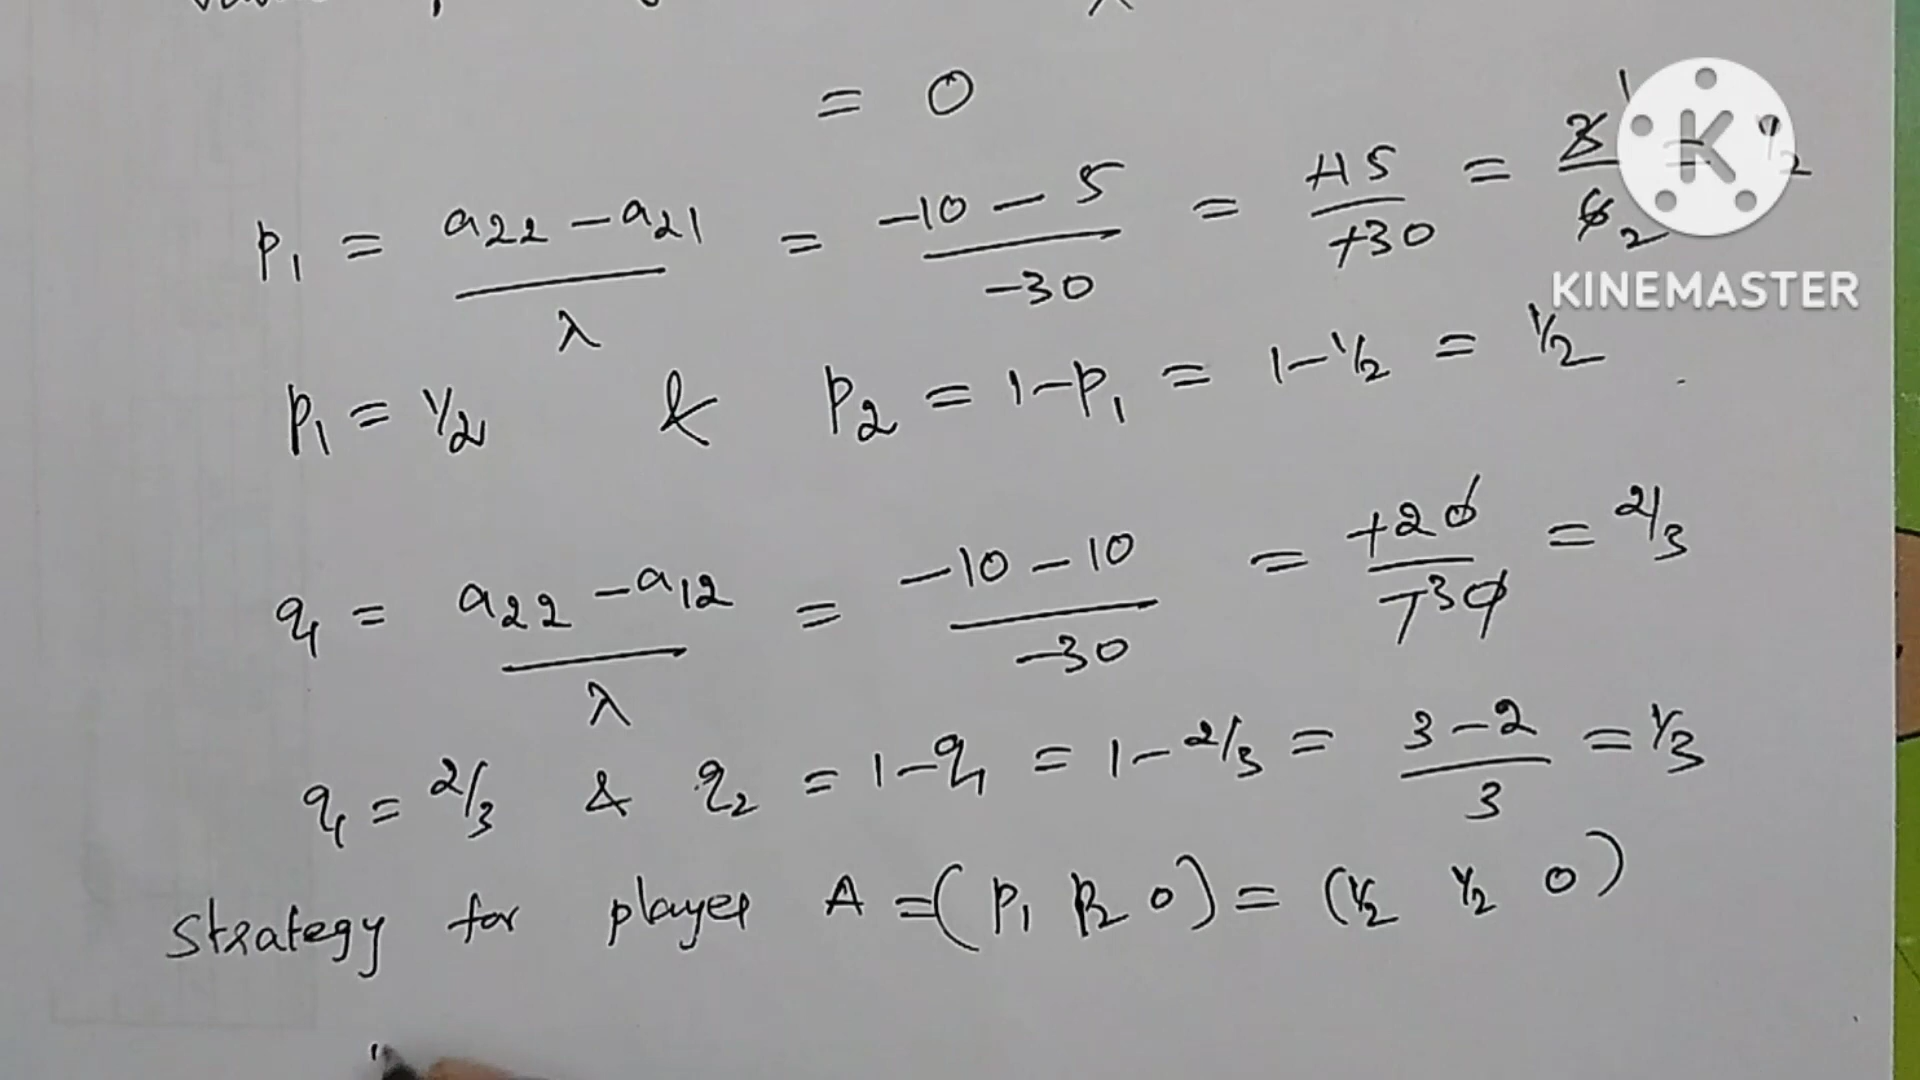 λ
= 0
p₁ = (a₂₂ − a₂₁)/λ = (−10 − 5)/(−30) = +15/+30 = 3/6 = 1/2
K
KINEMASTER
p₁ = 1/2 & p₂ = 1−p₁ = 1−1/2 = 1/2
q₁ = (a₂₂ − a₁₂)/λ = (−10 − 10)/(−30) = +20/+30 = 2/3
q₁ = 2/3 & q₂ = 1−q₁ = 1−2/3 = (3−2)/3 = 1/3
Strategy for player A = (p₁ p₂ 0) = (1/2 1/2 0)